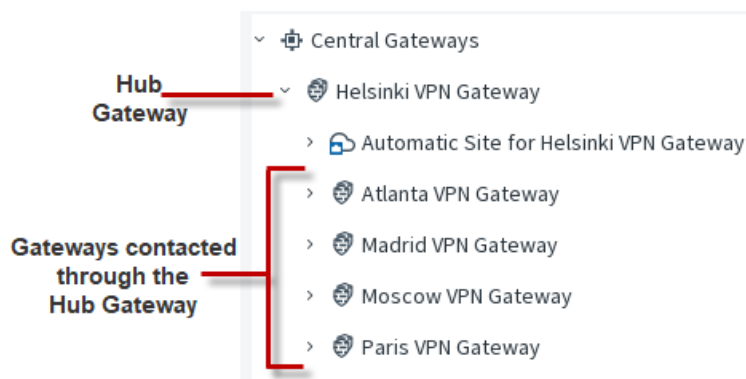 Central Gateways
Hub
Gateway
Helsinki VPN Gateway
Automatic Site for Helsinki VPN Gateway
Atlanta VPN Gateway
Gateways contacted
through the
Hub Gateway
Madrid VPN Gateway
Moscow VPN Gateway
Paris VPN Gateway